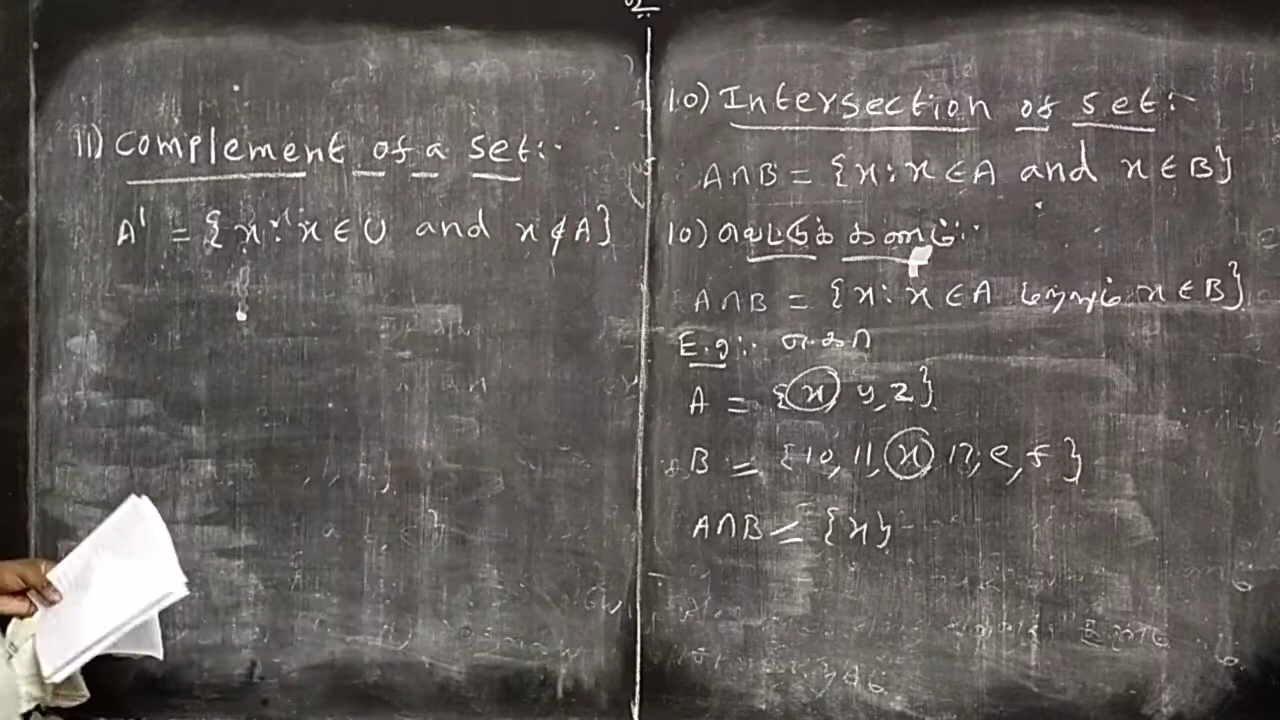 11) Complement of a set:-
A' = {x : x ∈ U and x ∉ A}
10) Intersection of set:-
A∩B = {x : x ∈ A and x ∈ B}
10) வெட்டுக் கணம்:-
A∩B = {x : x ∈ A மற்றும் x ∈ B}
E.g:- எ.கா
A = {x, y, z}
B = {10, 11, x, 12, e, f}
A∩B = {x}